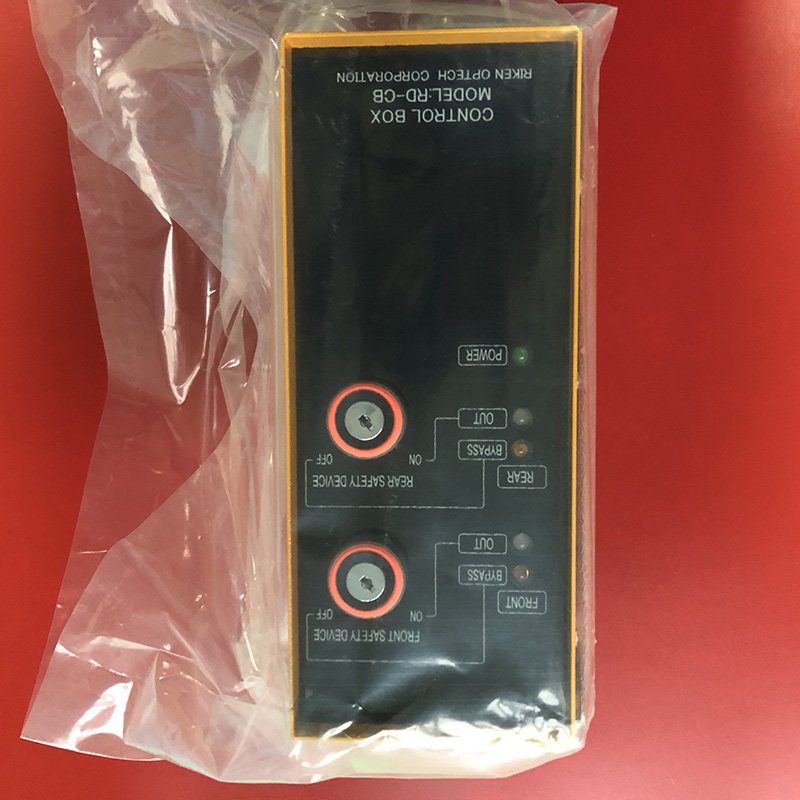 FRONT SAFETY DEVICE
OFF
ON
FRONT
BYPASS
OUT
REAR SAFETY DEVICE
OFF
ON
REAR
BYPASS
OUT
POWER
CONTROL BOX
MODEL:RD-CB
RIKEN OPTECH CORPORATION